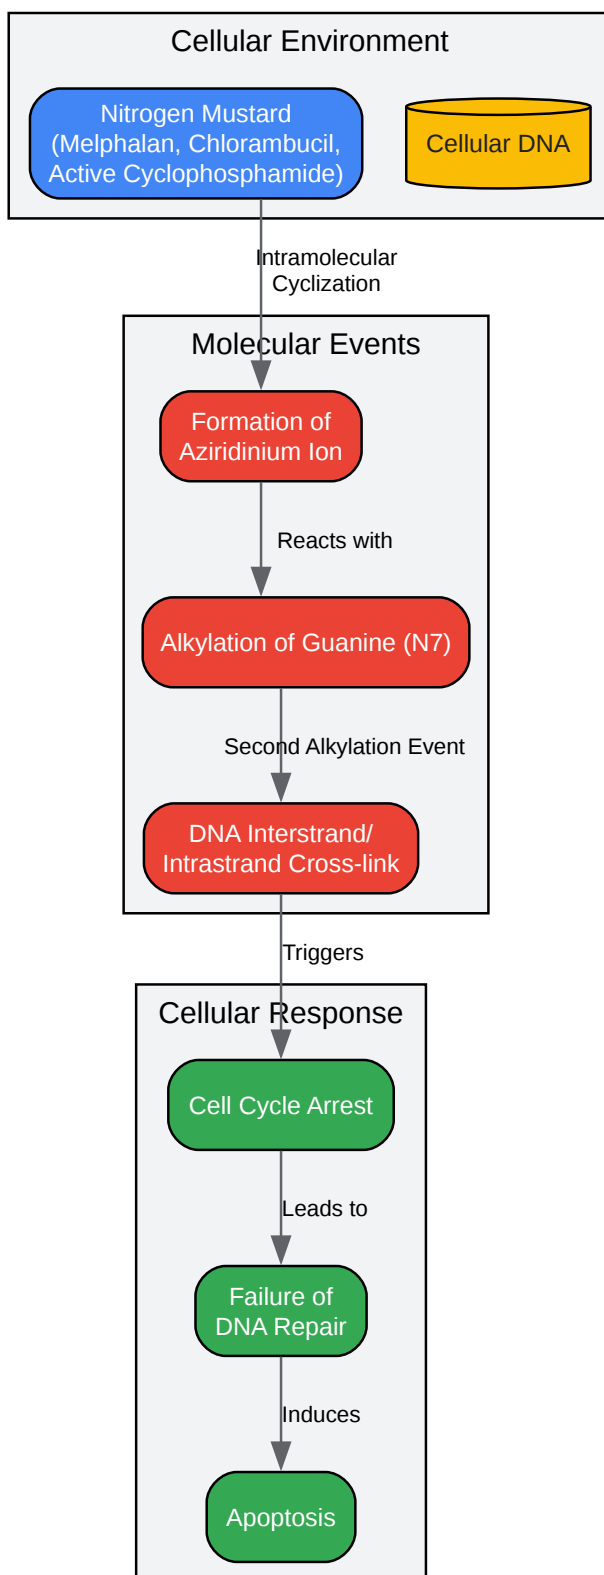 Cellular Environment
Nitrogen Mustard
(Melphalan, Chlorambucil,
Active Cyclophosphamide)
Cellular DNA
Intramolecular
Cyclization
Molecular Events
Formation of
Aziridinium Ion
Reacts with
Alkylation of Guanine (N7)
Second Alkylation Event
DNA Interstrand/
Intrastrand Cross-link
Triggers
Cellular Response
Cell Cycle Arrest
Leads to
Failure of
DNA Repair
Induces
Apoptosis